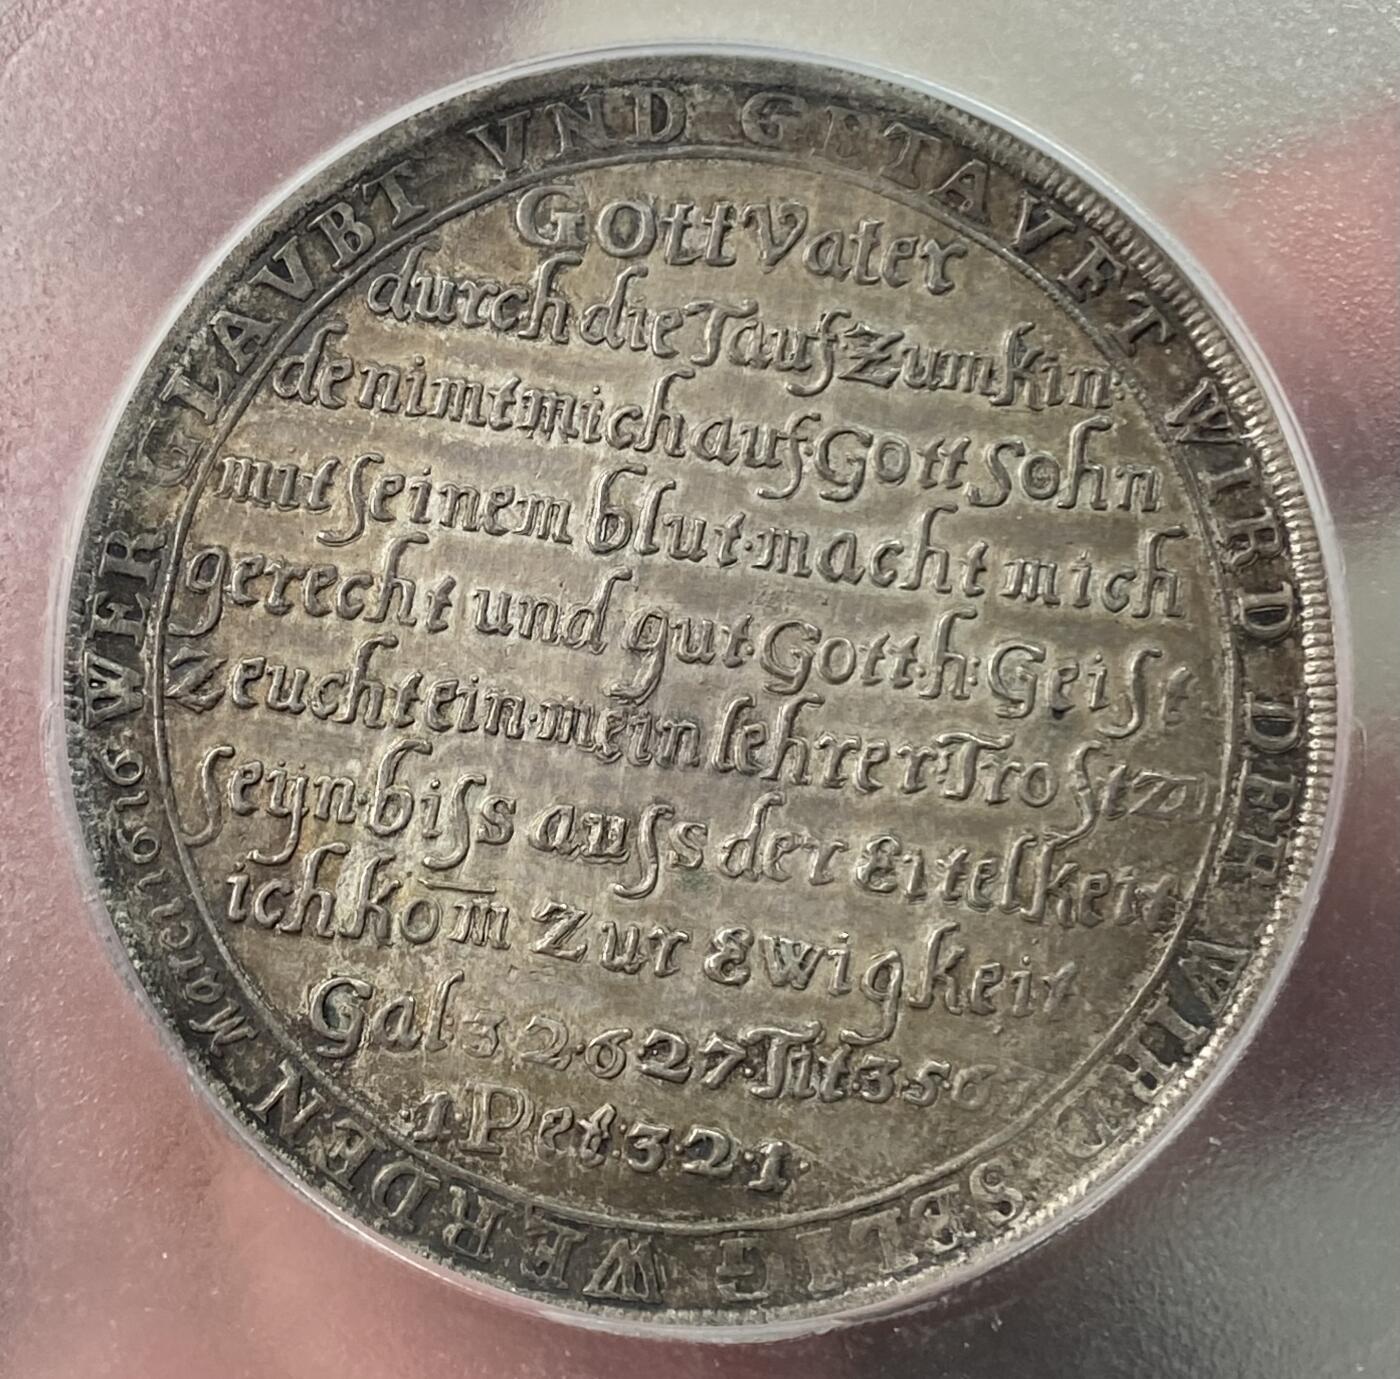 WER GLAVBT VND GETAVFT WIRD DER WIRD SEELIG WERDEN
Marci 16 16
Gott Vater
durch die Tauf Zum kin·
de nimt mich auf·Gott Sohn
mit seinem blut·macht mich
gerecht und gut·Gott·h·Geist
Zeucht ein·mein lehrer Trost Zu
seÿn·biss auss der Eitelkeit
ich kom̅ Zur Ewigkeit
Gal·3·26·27·Tit·3·5·6
·1·Pet·3·21·